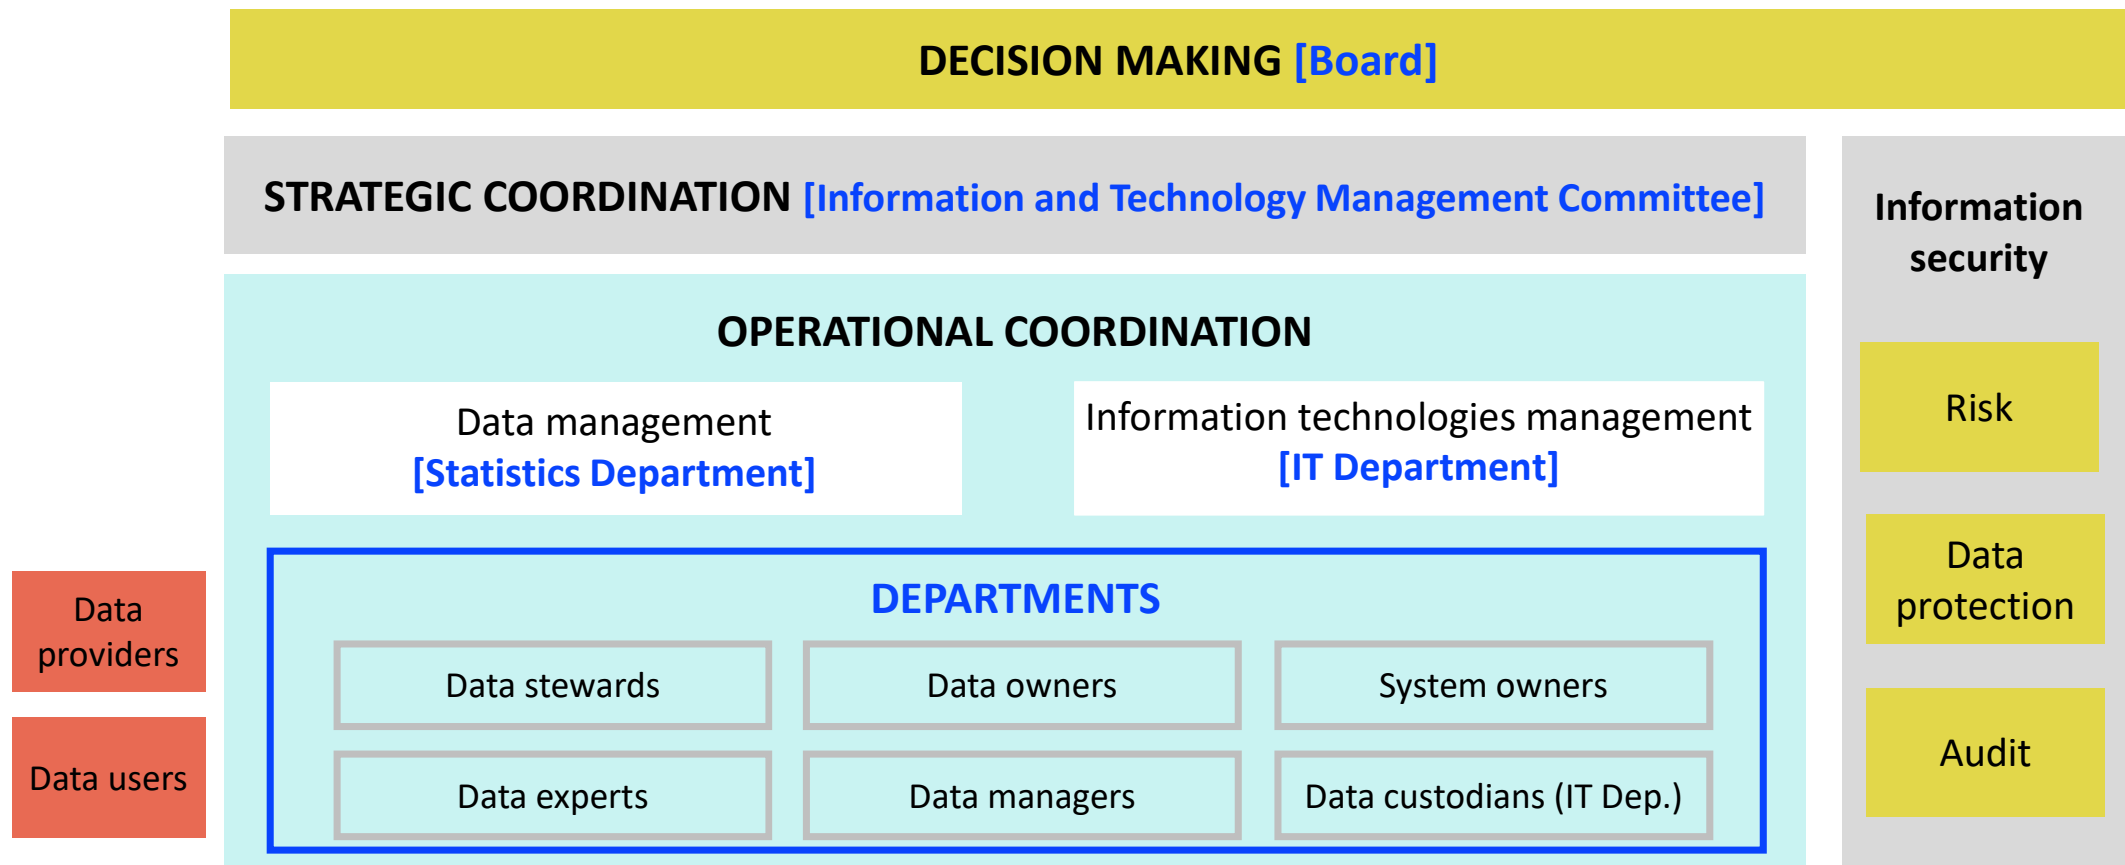 DECISION MAKING [Board]
STRATEGIC COORDINATION [Information and Technology Management Committee]
OPERATIONAL COORDINATION
Data management
[Statistics Department]
Information technologies management
[IT Department]
DEPARTMENTS
Data stewards
Data owners
System owners
Data experts
Data managers
Data custodians (IT Dep.)
Data
providers
Data users
Information
security
Risk
Data
protection
Audit